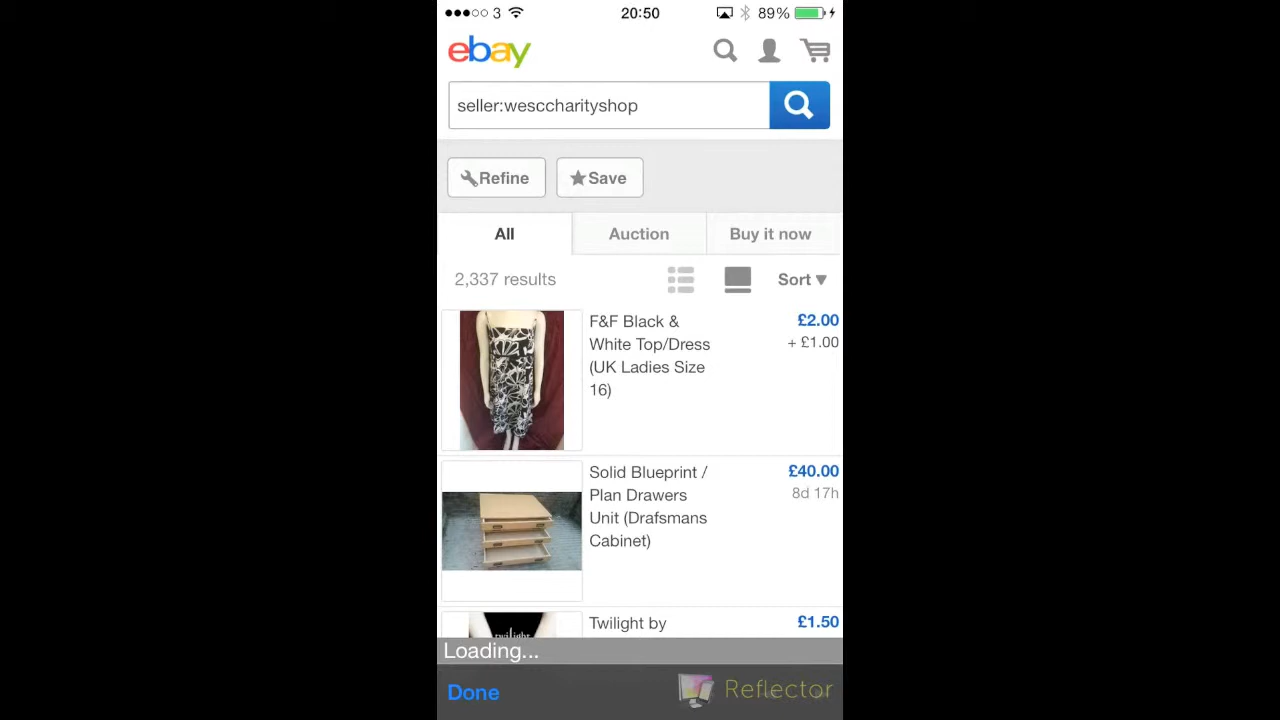 3 20:50 89%
ebay
seller:wesccharityshop
Refine Save
All Auction Buy it now
2,337 results Sort
F&F Black &
White Top/Dress
(UK Ladies Size
16)
£2.00
+ £1.00
Solid Blueprint /
Plan Drawers
Unit (Drafsmans
Cabinet)
£40.00
8d 17h
twilight
Twilight by
£1.50
Loading...
Done
Reflector